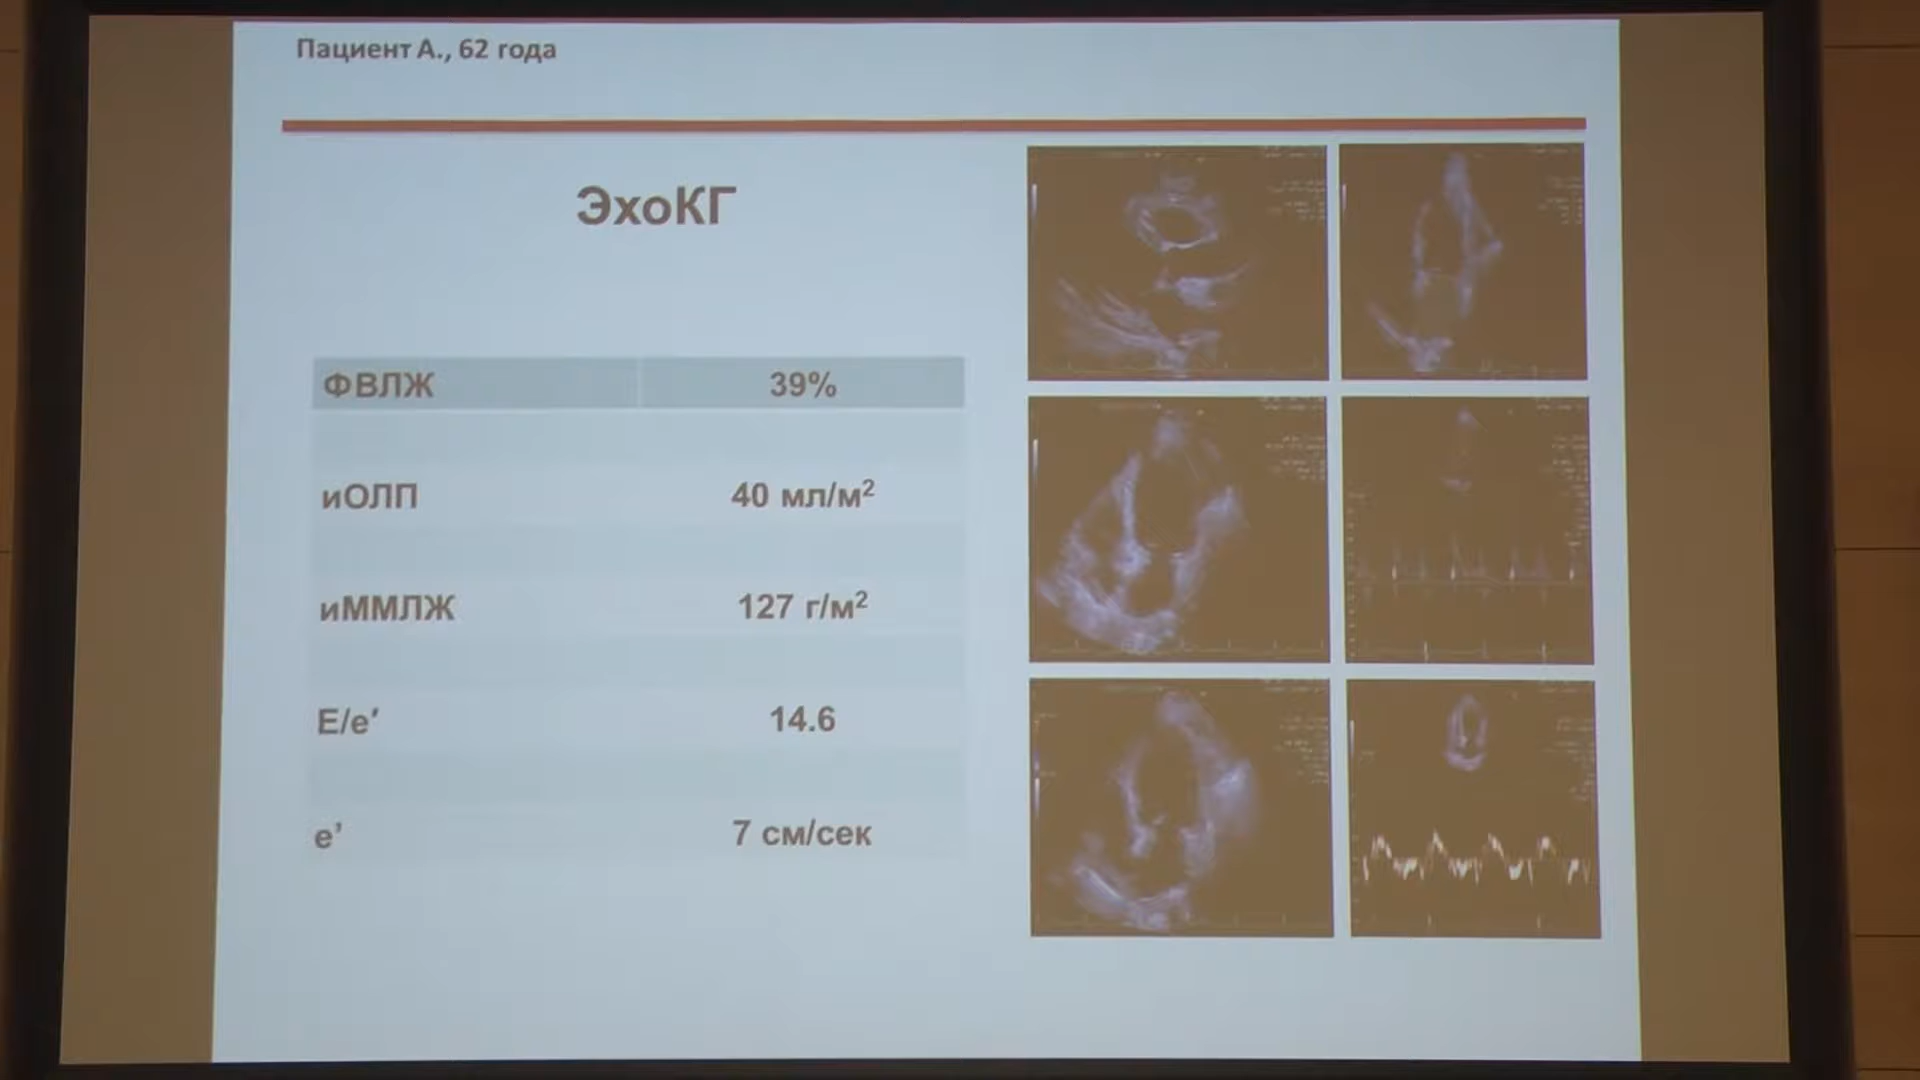 Пациент А., 62 года
ЭхоКГ
ФВЛЖ 39%
иОЛП 40 мл/м²
иММЛЖ 127 г/м²
E/e′ 14.6
e’ 7 см/сек